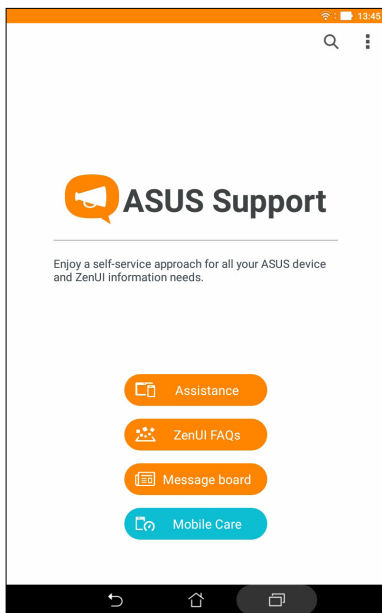 13:45
ASUS Support
Enjoy a self-service approach for all your ASUS device
and ZenUI information needs.
Assistance
ZenUI FAQs
Message board
Mobile Care